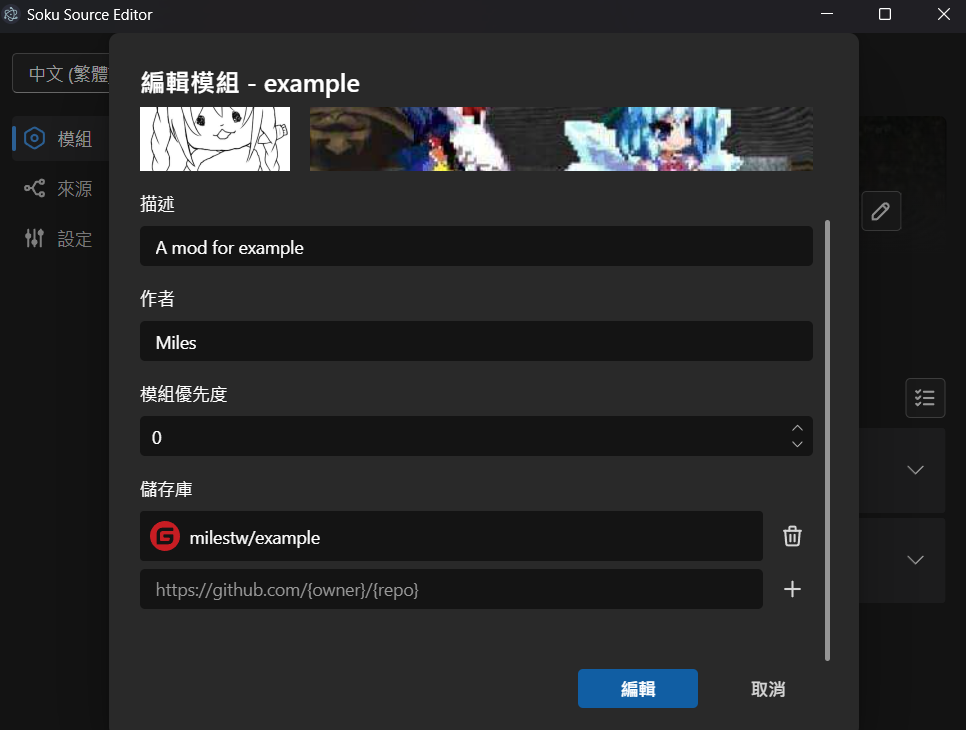 Soku Source Editor
中文 (繁體
編輯模組 - example
模組
來源
設定
描述
A mod for example
作者
Miles
模組優先度
0
儲存庫
milestw/example
https://github.com/{owner}/{repo}
編輯
取消